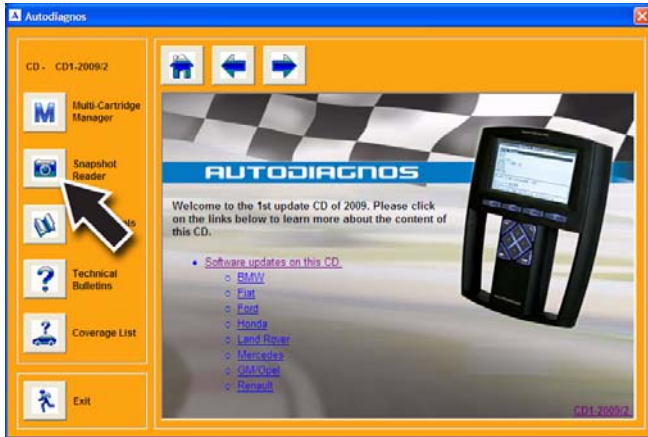 Autodiagnos
CD - CD1-2009/2
Multi-Cartridge
Manager
Snapshot
Reader
Technical
Bulletins
Coverage List
Exit
AUTODIAGNOS
Welcome to the 1st update CD of 2009. Please click
on the links below to learn more about the content of
this CD.
Software updates on this CD.
BMW
Fiat
Ford
Honda
Land Rover
Mercedes
GM/Opel
Renault
CD1-2009/2